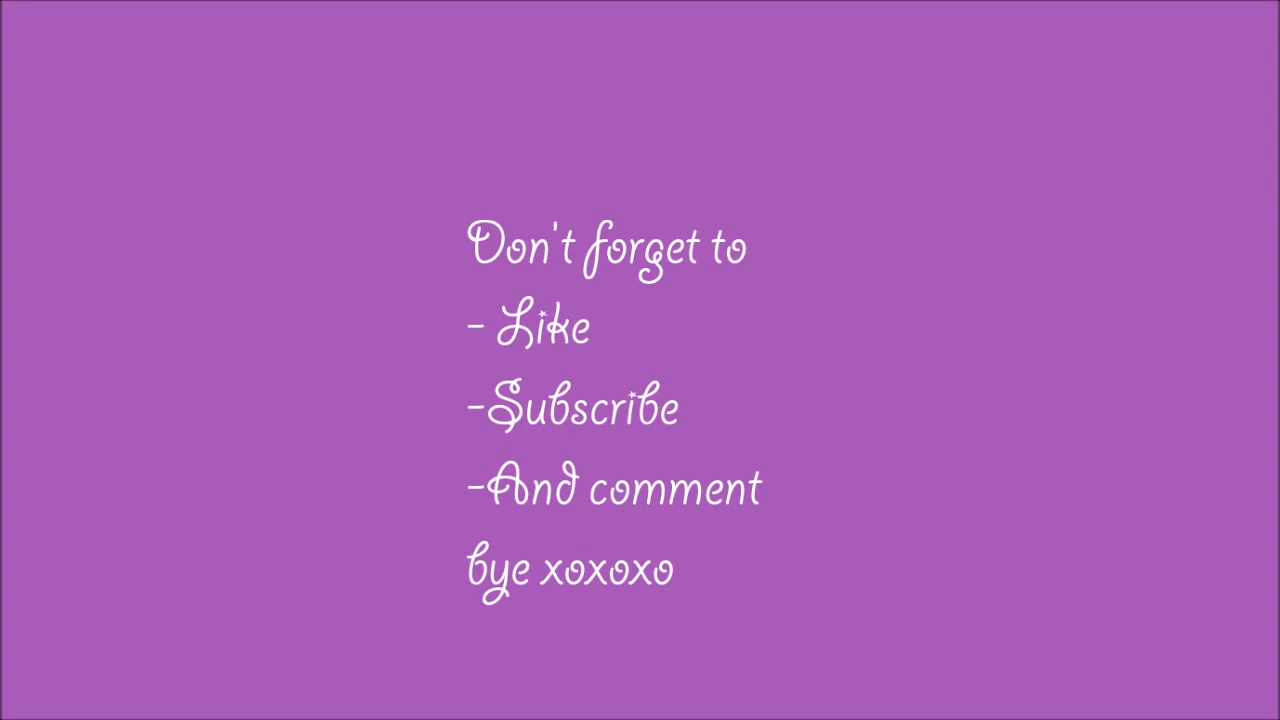 Don't forget to
- Like
-Subscribe
-And comment
bye xoxoxo